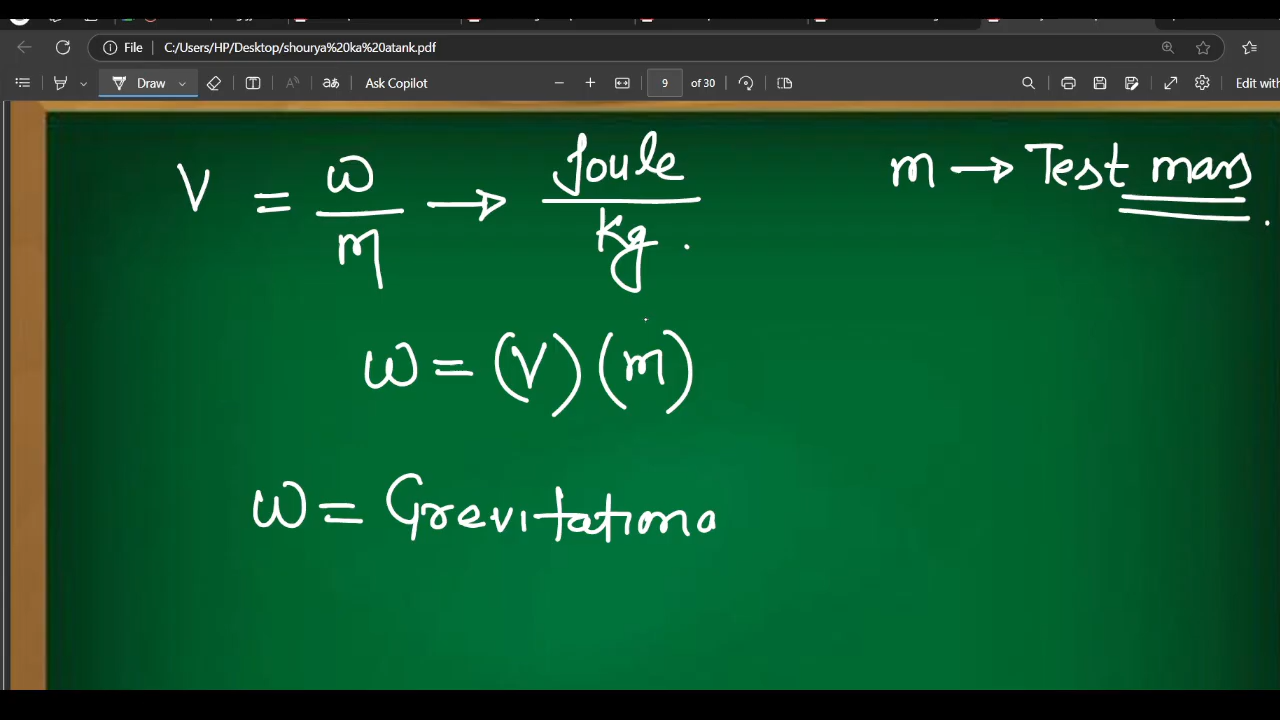 File C:/Users/HP/Desktop/shourya%20ka%20atank.pdf
Draw Ask Copilot 9 of 30 Edit with
V = W/m → Joule/kg. m → Test mass.
W = (V) (m)
W = Grevitationa